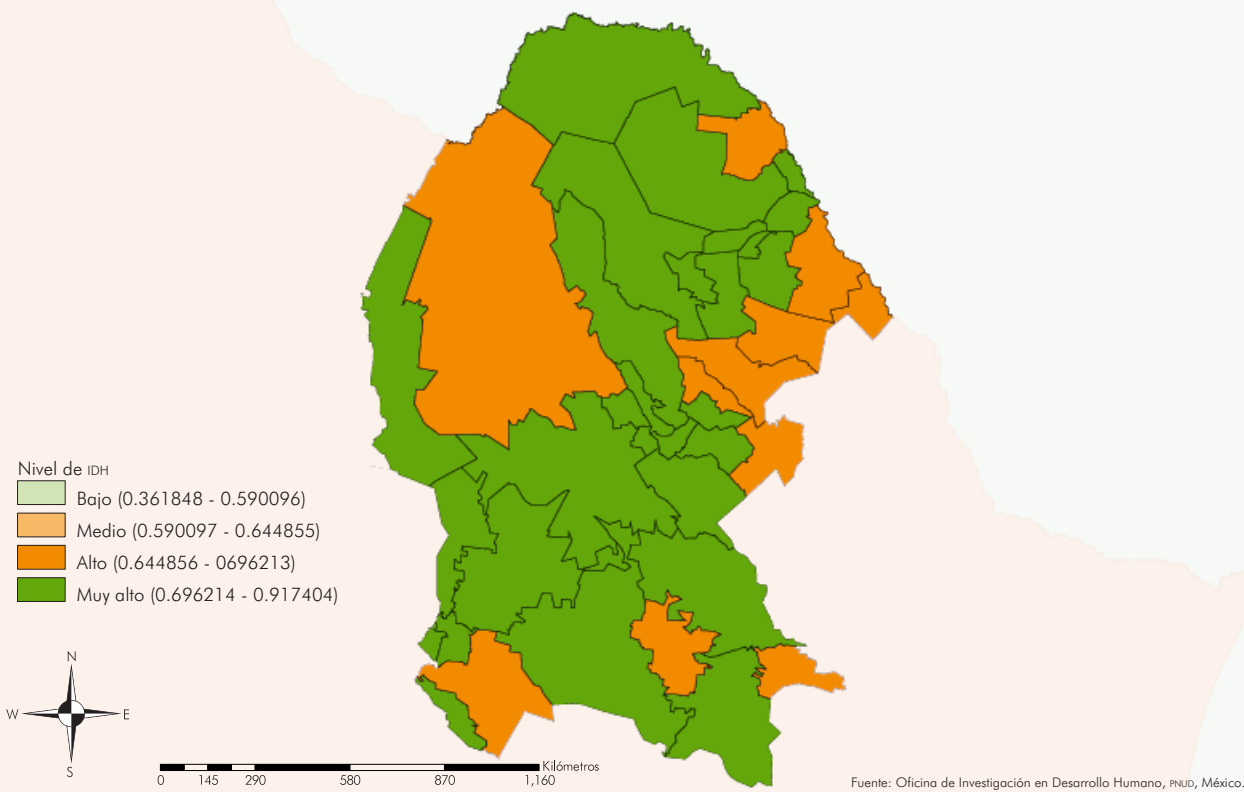 Nivel de IDH
Bajo (0.361848 - 0.590096)
Medio (0.590097 - 0.644855)
Alto (0.644856 - 0696213)
Muy alto (0.696214 - 0.917404)
N
W E
S
Kilómetros
0 145 290 580 870 1,160
Fuente: Oficina de Investigación en Desarrollo Humano, PNUD, México.